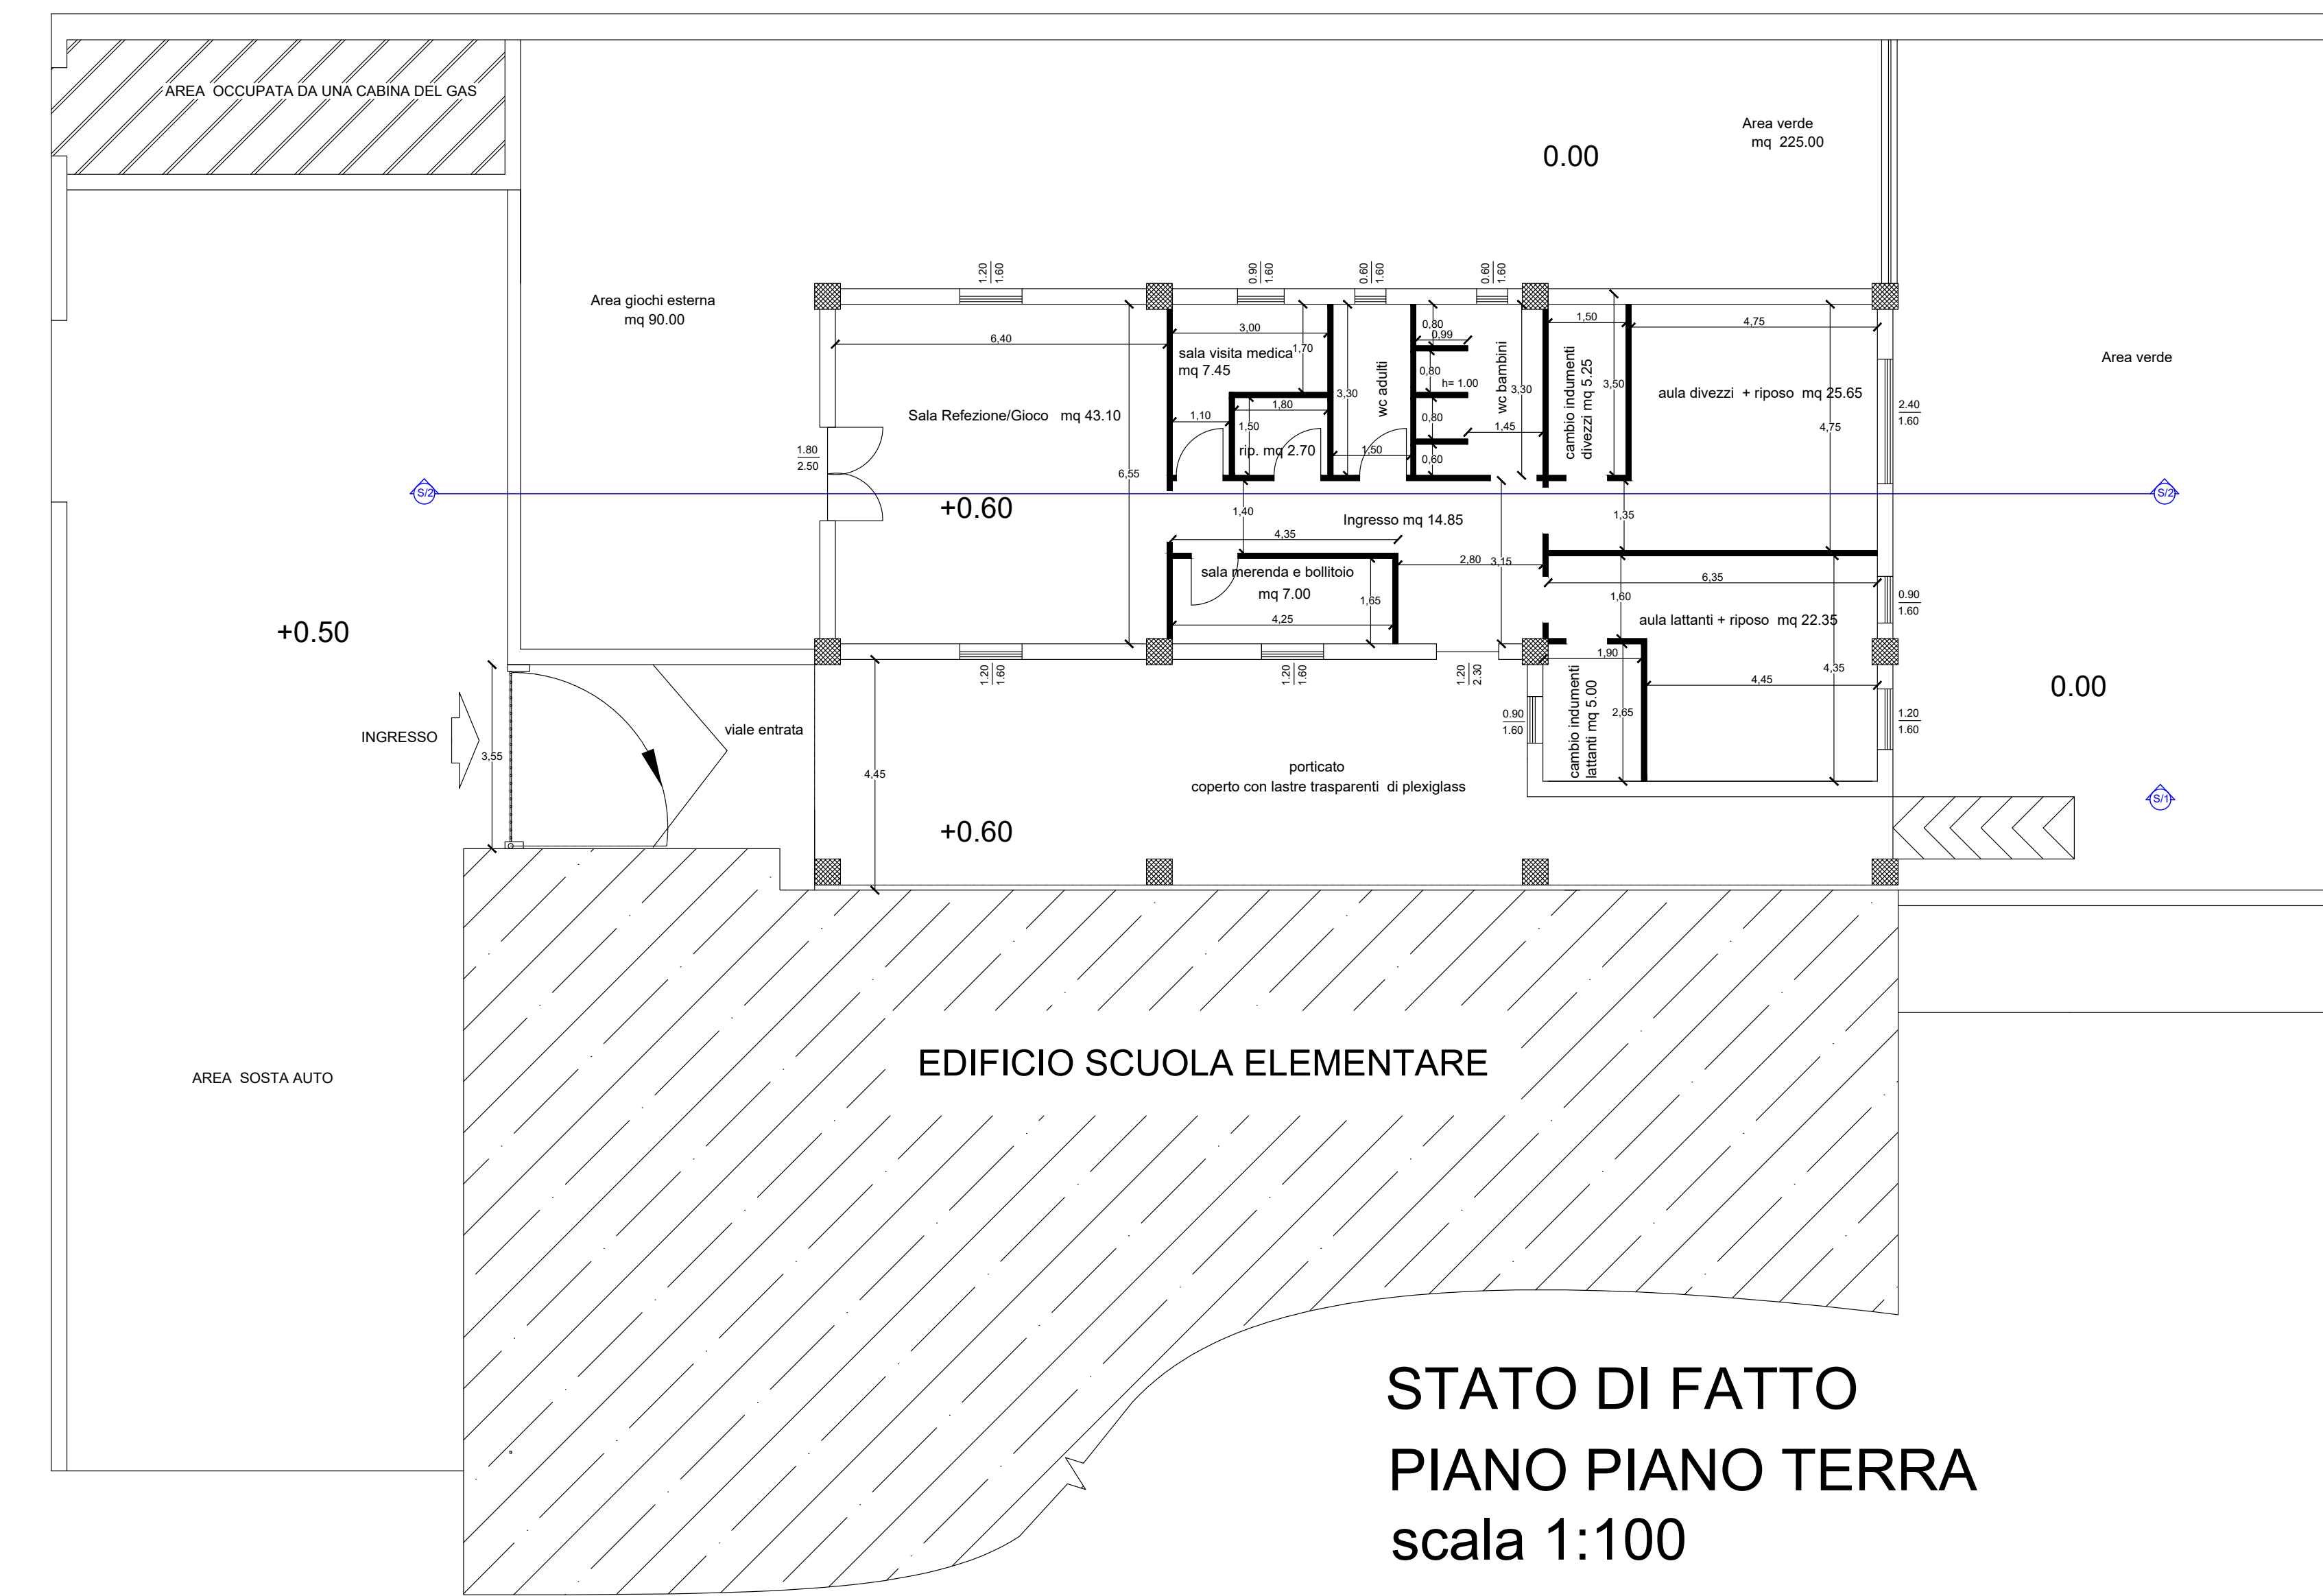 AREA OCCUPATA DA UNA CABINA DEL GAS
Area verde
mq 225.00
0.00
Area giochi esterna
mq 90.00
1.20
1.60
0.90
1.60
0.60
1.60
0.60
1.60
6,40
3,00
1,70
sala visita medica
mq 7.45
0,80
0,99
1,50
4,75
Area verde
3,30
wc adulti
0,80
h= 1.00
wc bambini
3,30
cambio indumenti
divezzi mq 5.25
3,50
aula divezzi + riposo mq 25.65
4,75
2.40
1.60
Sala Refezione/Gioco mq 43.10
1,10
1,80
1,50
0,80
1,45
1.80
2.50
rip. mq 2.70
1,50
0,60
6,55
S/2
S/2
+0.60
1,40
Ingresso mq 14.85
1,35
4,35
2,80
3,15
sala merenda e bollitoio
mq 7.00
1,65
4,25
6,35
1,60
0.90
1.60
aula lattanti + riposo mq 22.35
+0.50
1.20
1.60
1.20
1.60
1.20
2.30
1,90
4,35
4,45
0.00
cambio indumenti
lattanti mq 5.00
2,65
0.90
1.60
1.20
1.60
INGRESSO
3,55
viale entrata
4,45
porticato
coperto con lastre trasparenti di plexiglass
S/1
+0.60
EDIFICIO SCUOLA ELEMENTARE
AREA SOSTA AUTO
STATO DI FATTO
PIANO PIANO TERRA
scala 1:100